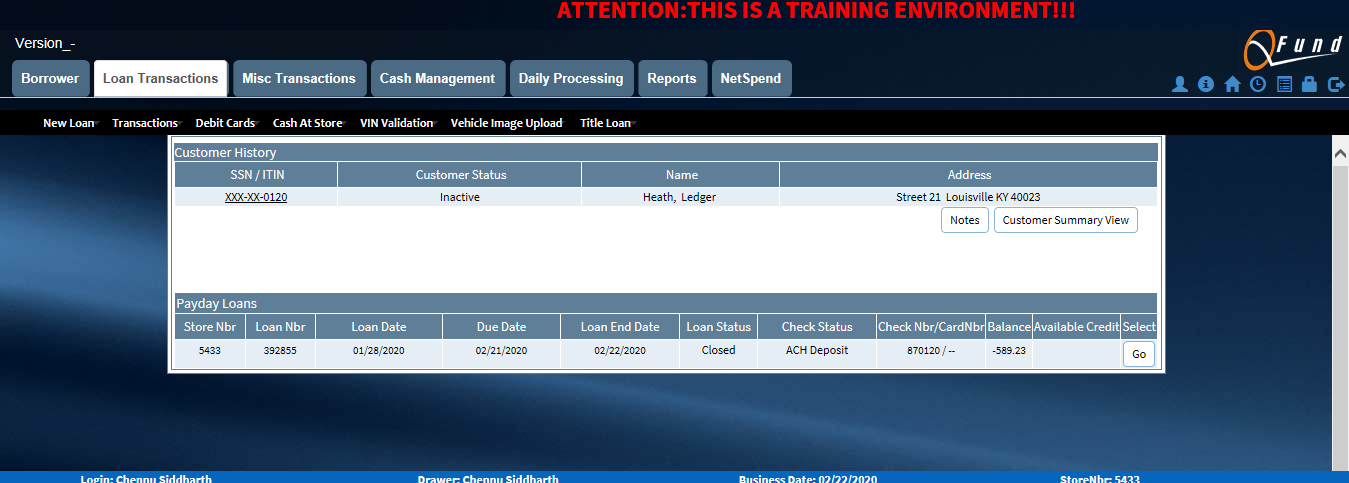 ATTENTION:THIS IS A TRAINING ENVIRONMENT!!!
Version_-
QFund
Borrower Loan Transactions Misc Transactions Cash Management Daily Processing Reports NetSpend
New Loan Transactions Debit Cards Cash At Store VIN Validation Vehicle Image Upload Title Loan
Customer History
SSN / ITIN Customer Status Name Address
XXX-XX-0120 Inactive Heath, Ledger Street 21 Louisville KY 40023
Notes Customer Summary View
Payday Loans
Store Nbr Loan Nbr Loan Date Due Date Loan End Date Loan Status Check Status Check Nbr/CardNbr Balance Available Credit Select
5433 392855 01/28/2020 02/21/2020 02/22/2020 Closed ACH Deposit 870120 / -- -589.23 Go
Login: Chennu Siddharth Drawer: Chennu Siddharth Business Date: 02/22/2020 StoreNbr: 5433